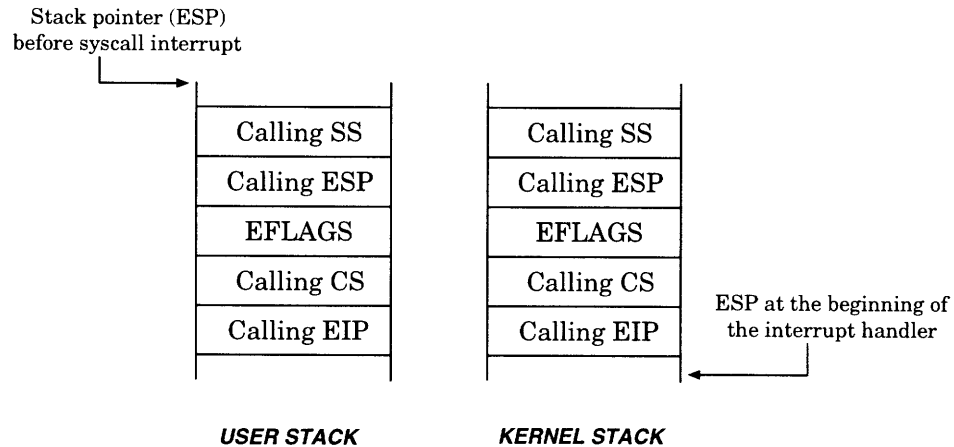 Stack pointer (ESP)
before syscall interrupt
Calling SS
Calling ESP
EFLAGS
Calling CS
Calling EIP
USER STACK
Calling SS
Calling ESP
EFLAGS
Calling CS
Calling EIP
KERNEL STACK
ESP at the beginning of
the interrupt handler